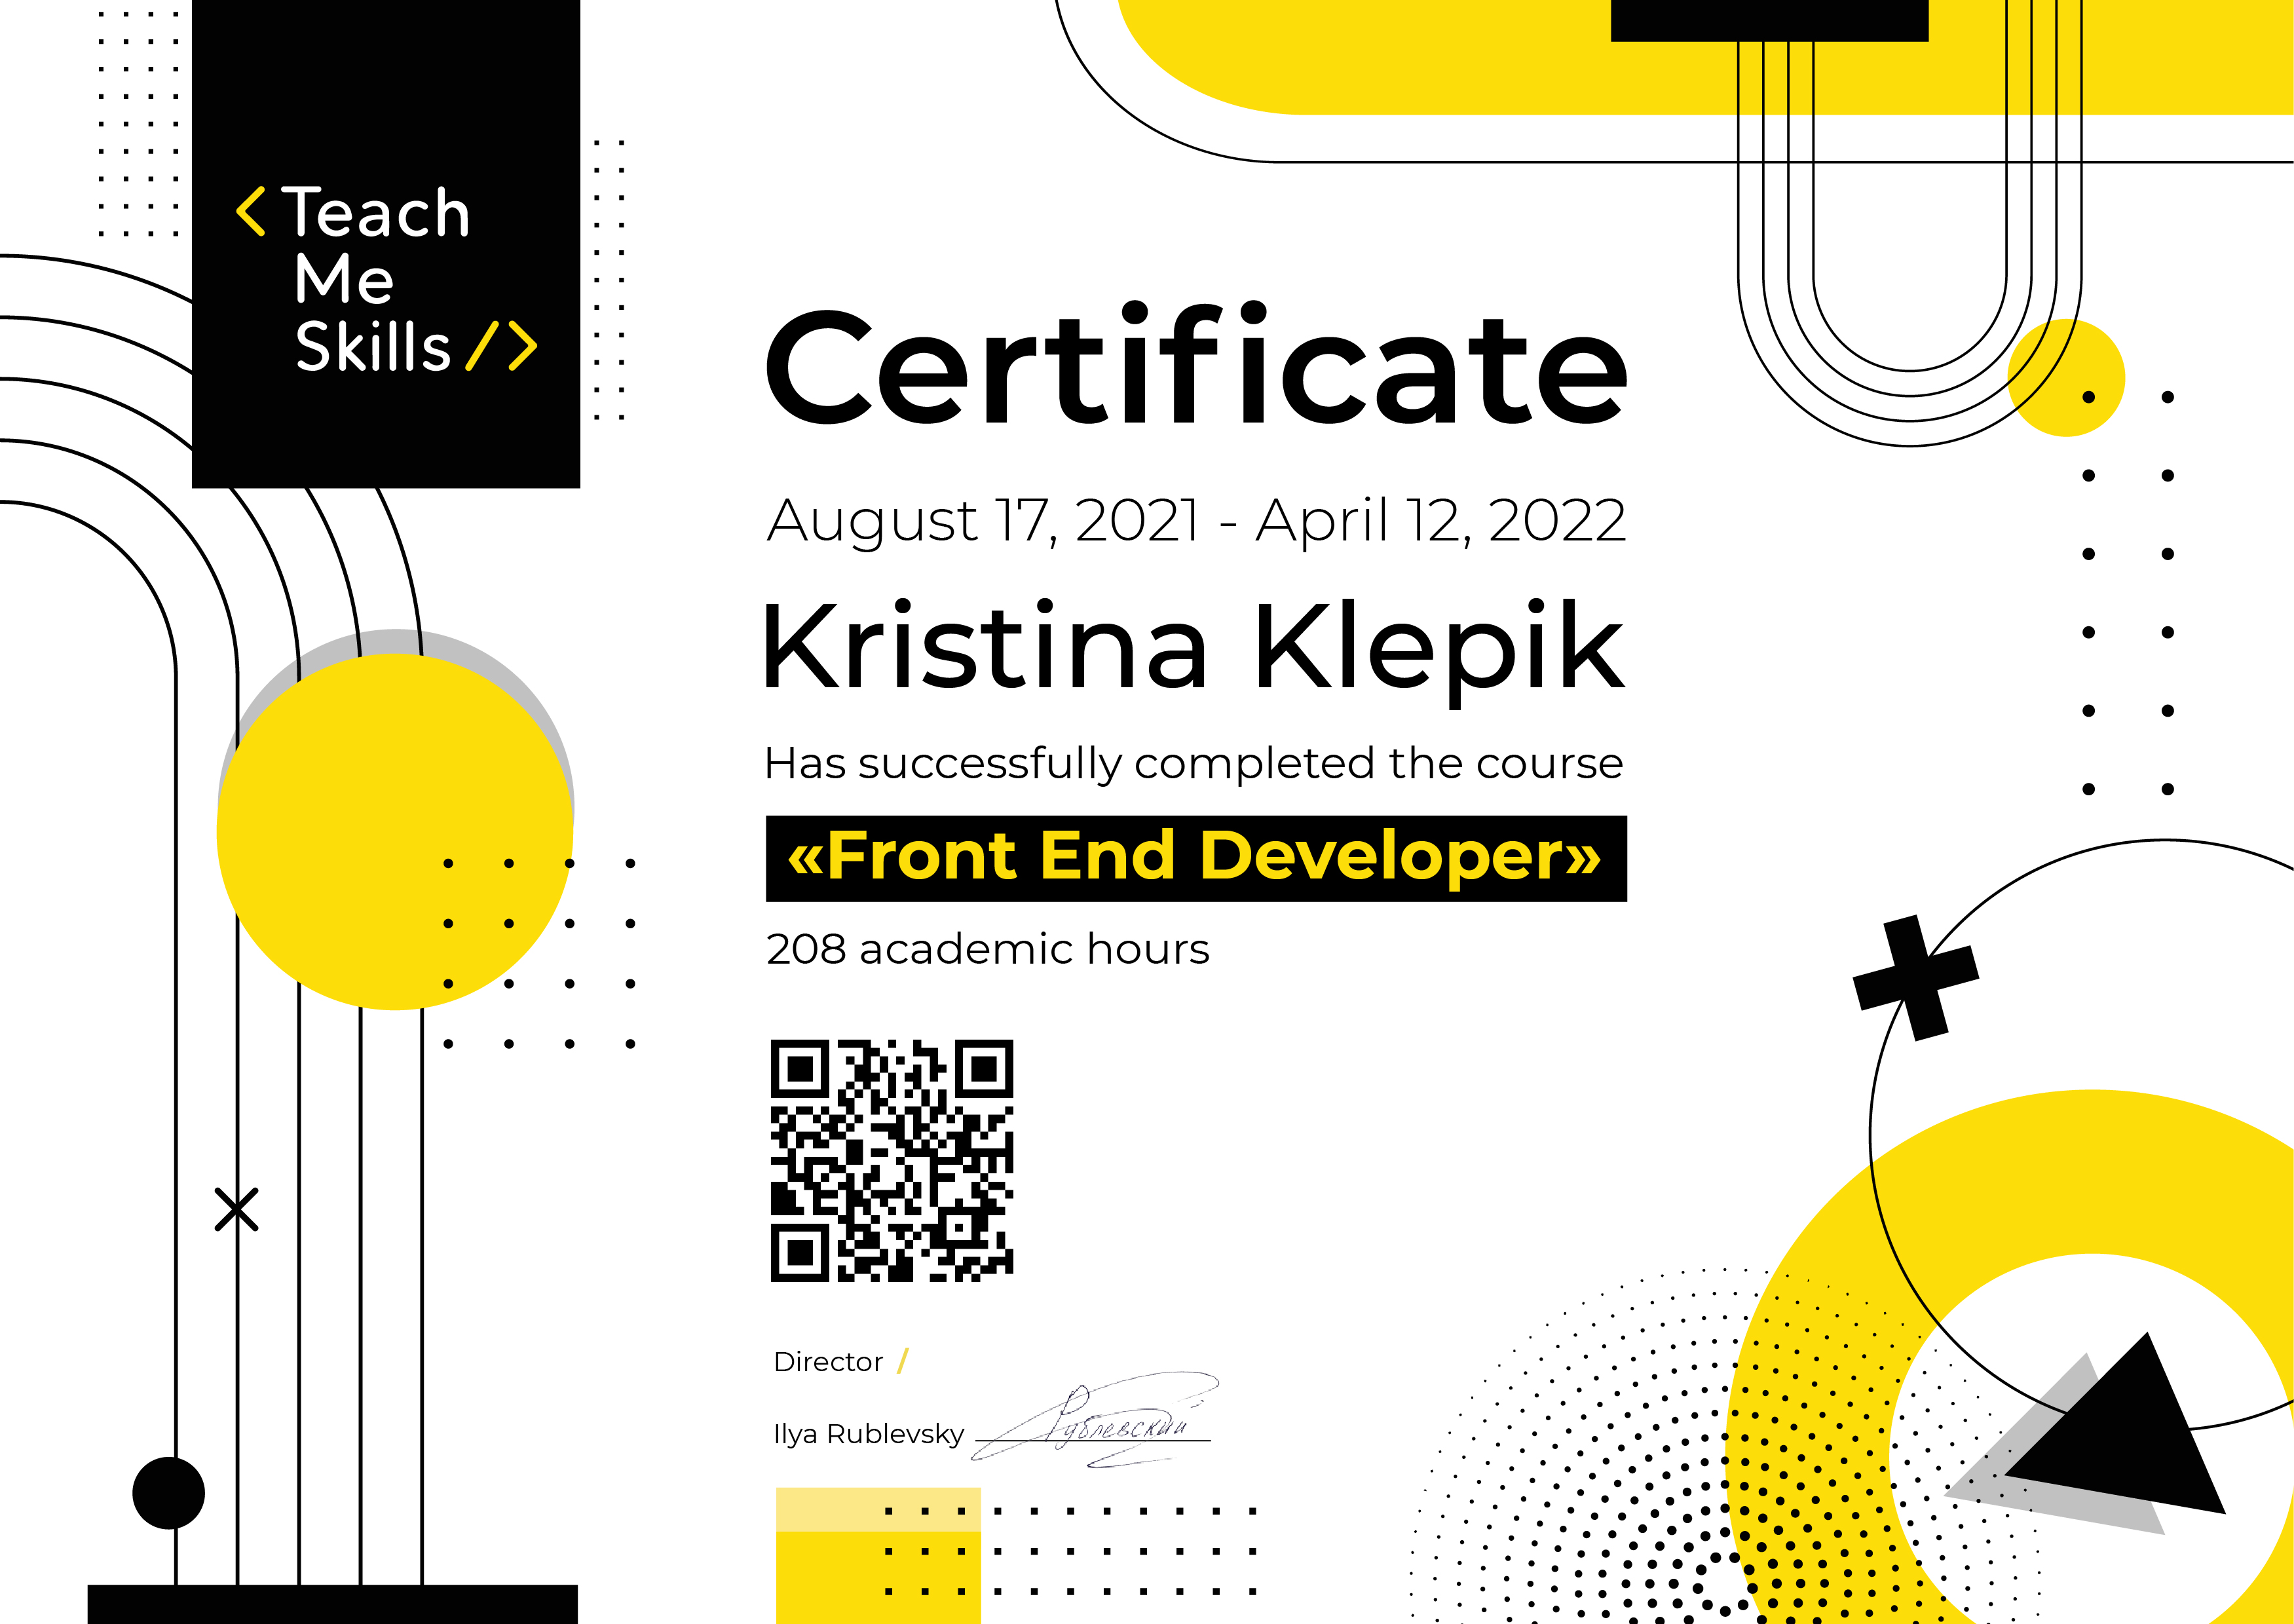 <Teach
Me
Skills/>
Certificate
August 17, 2021 - April 12, 2022
Kristina Klepik
Has successfully completed the course
«Front End Developer»
208 academic hours
Director /
Ilya Rublevsky Рублевский